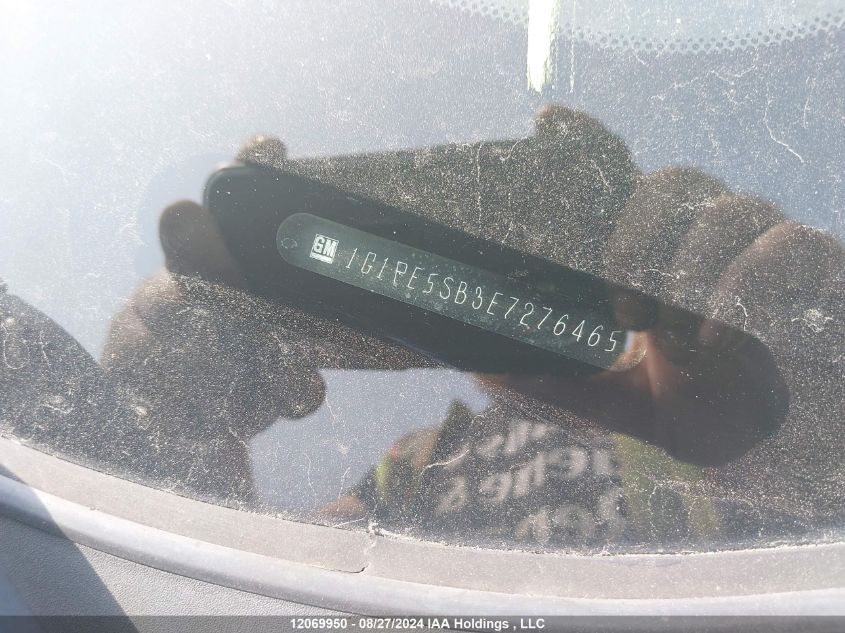 GM 1G1PE5SB3E7276465
12069950 - 08/27/2024 IAA Holdings , LLC